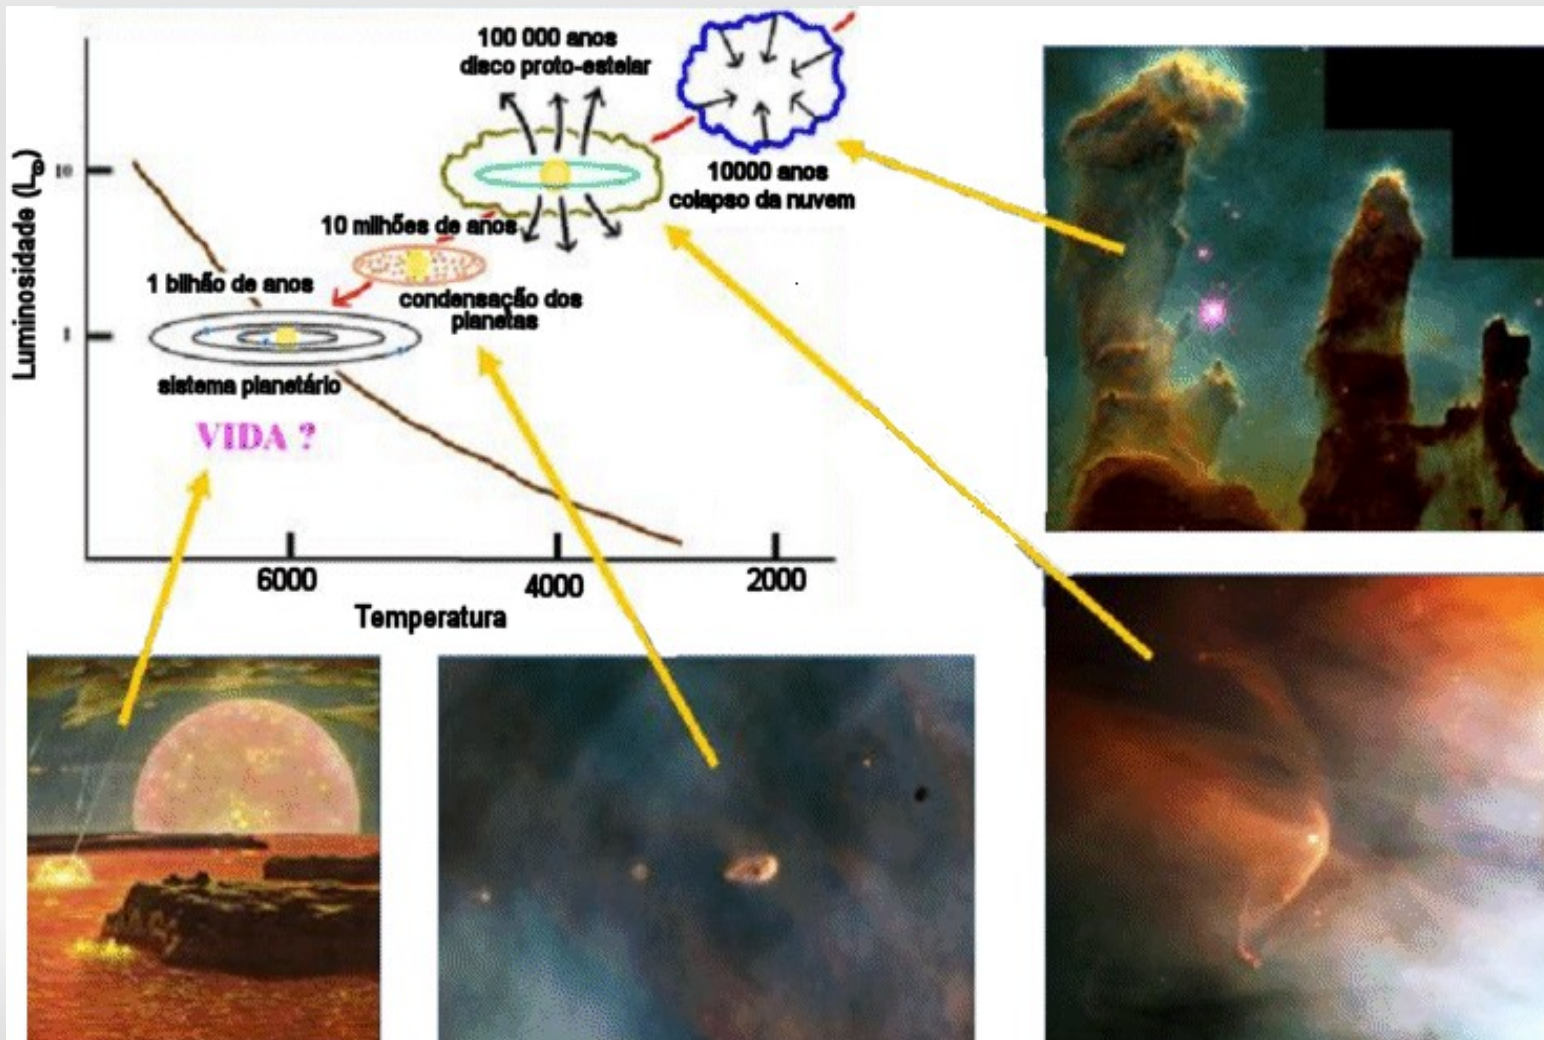 100 000 anos
disco proto-estelar
10000 anos
colapso da nuvem
10 milhões de anos
condensação dos
planetas
1 bilhão de anos
sistema planetário
VIDA ?
Luminosidade (L⊙)
10
1
6000
4000
2000
Temperatura